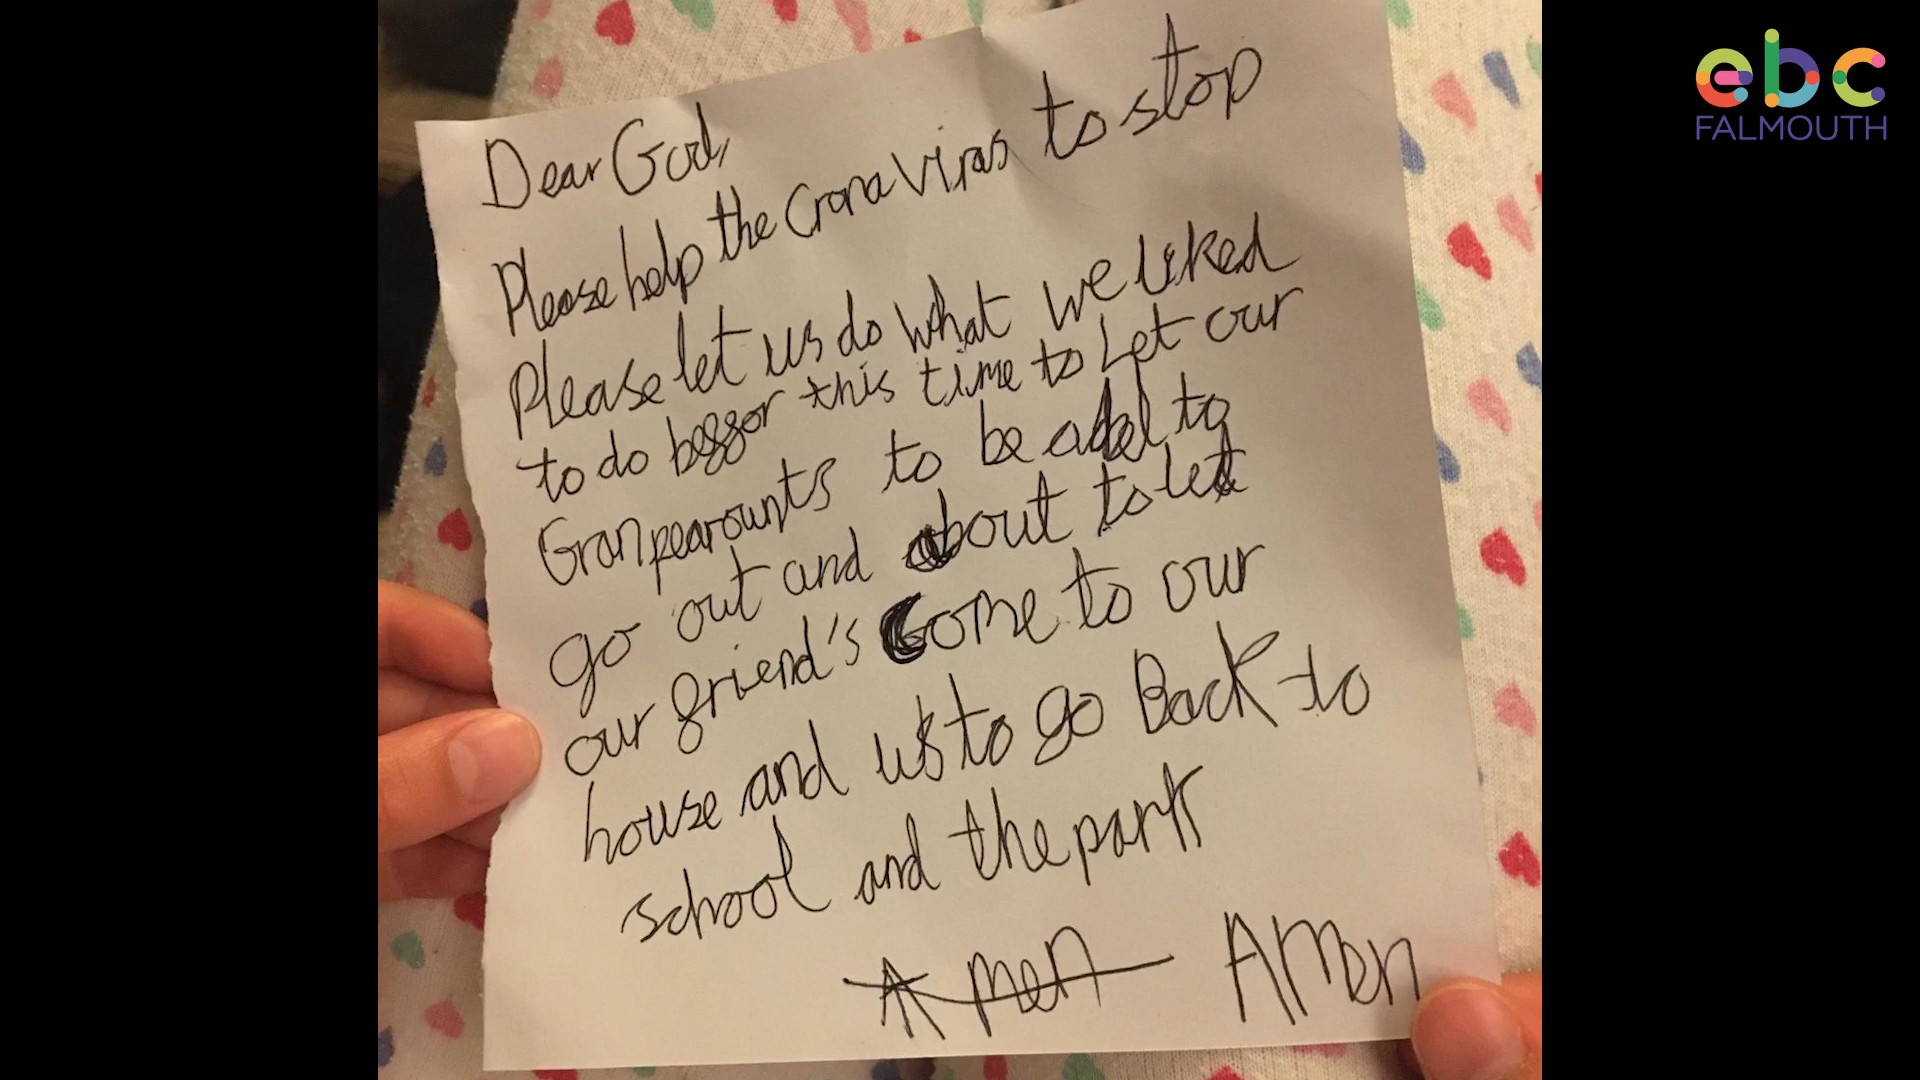 Dear God,
Please help the Crona Viras to stop
Please let us do what we liked
to do beffor this time to Let our
Granpearounts to be abel to
go out and about to let
our friend's Come to our
house and us to go Back to
school and the park
A men Amen
ebc
FALMOUTH